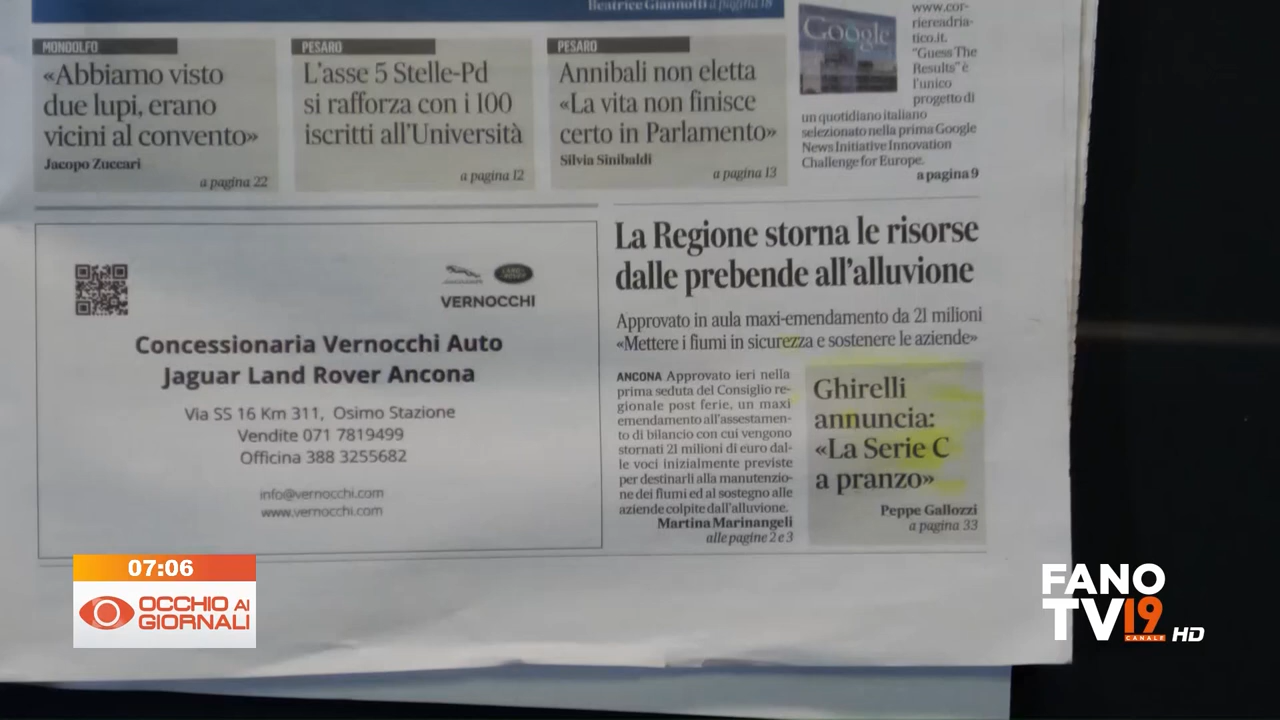 Beatrice Giannotti a pagina 18
MONDOLFO
«Abbiamo visto
due lupi, erano
vicini al convento»
Jacopo Zuccari
a pagina 22
PESARO
L'asse 5 Stelle-Pd
si rafforza con i 100
iscritti all'Università
a pagina 12
PESARO
Annibali non eletta
«La vita non finisce
certo in Parlamento»
Silvia Sinibaldi
a pagina 13
Google
www.cor-
riereadria-
tico.it.
"Guess The
Results" è
l'unico
progetto di
un quotidiano italiano
selezionato nella prima Google
News Initiative Innovation
Challenge for Europe.
a pagina 9
LAND ROVER
VERNOCCHI
Concessionaria Vernocchi Auto
Jaguar Land Rover Ancona
Via SS 16 Km 311, Osimo Stazione
Vendite 071 7819499
Officina 388 3255682
info@vernocchi.com
www.vernocchi.com
La Regione storna le risorse
dalle prebende all'alluvione
Approvato in aula maxi-emendamento da 21 milioni
«Mettere i fiumi in sicurezza e sostenere le aziende»
ANCONA Approvato ieri nella
prima seduta del Consiglio re-
gionale post ferie, un maxi
emendamento all'assestamen-
to di bilancio con cui vengono
stornati 21 milioni di euro dal-
le voci inizialmente previste
per destinarli alla manutenzio-
ne dei fiumi ed al sostegno alle
aziende colpite dall'alluvione.
Martina Marinangeli
alle pagine 2 e 3
Ghirelli
annuncia:
«La Serie C
a pranzo»
Peppe Gallozzi
a pagina 33
07:06
OCCHIO AI
GIORNALI
FANO
TV19
CANALE
HD